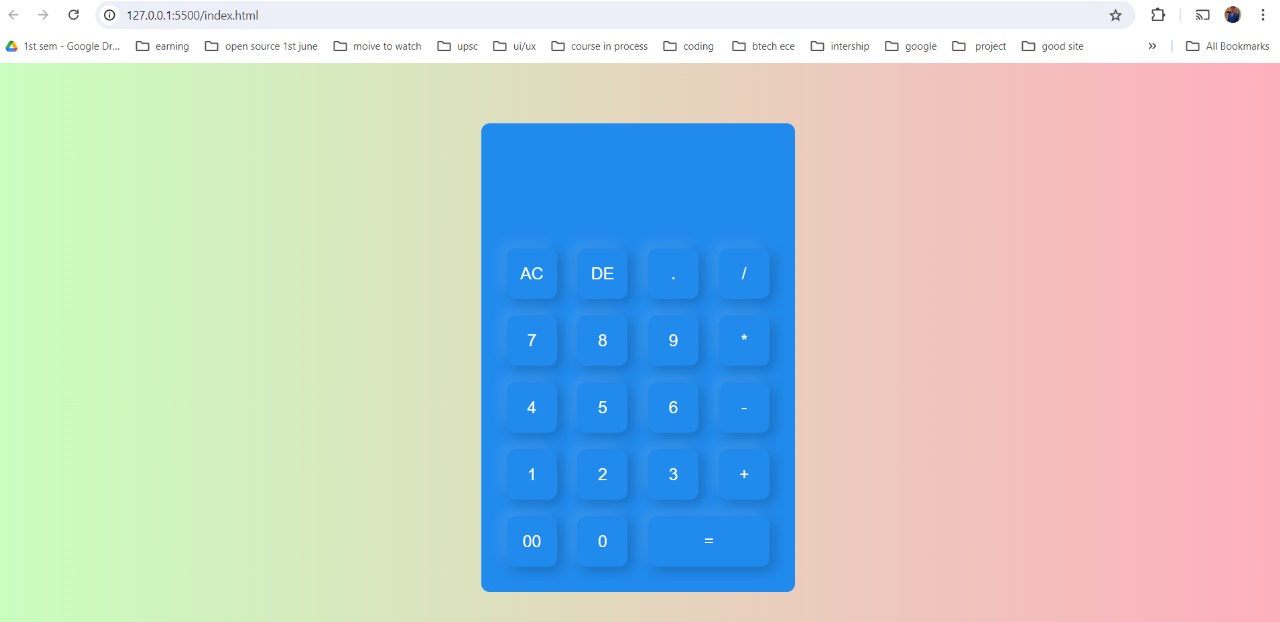 127.0.0.1:5500/index.html
1st sem - Google Dr... earning open source 1st june moive to watch upsc ui/ux course in process coding btech ece intership google project good site » All Bookmarks
AC DE . /
7 8 9 *
4 5 6 -
1 2 3 +
00 0 =